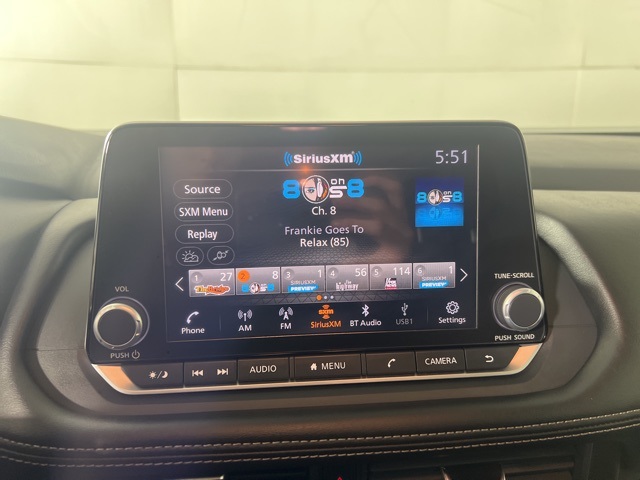 SiriusXM
5:51
Source
SXM Menu
Replay
8 on 8
Ch. 8
Frankie Goes To
Relax (85)
1 27
2 8
3 1
4 56
5 114
6 1
SIRIUSXM
PREVIEW
SIRIUSXM
PREVIEW
VOL
PUSH
TUNE-SCROLL
PUSH SOUND
Phone
AM
FM
sxm
SiriusXM
BT Audio
USB1
Settings
AUDIO
MENU
CAMERA